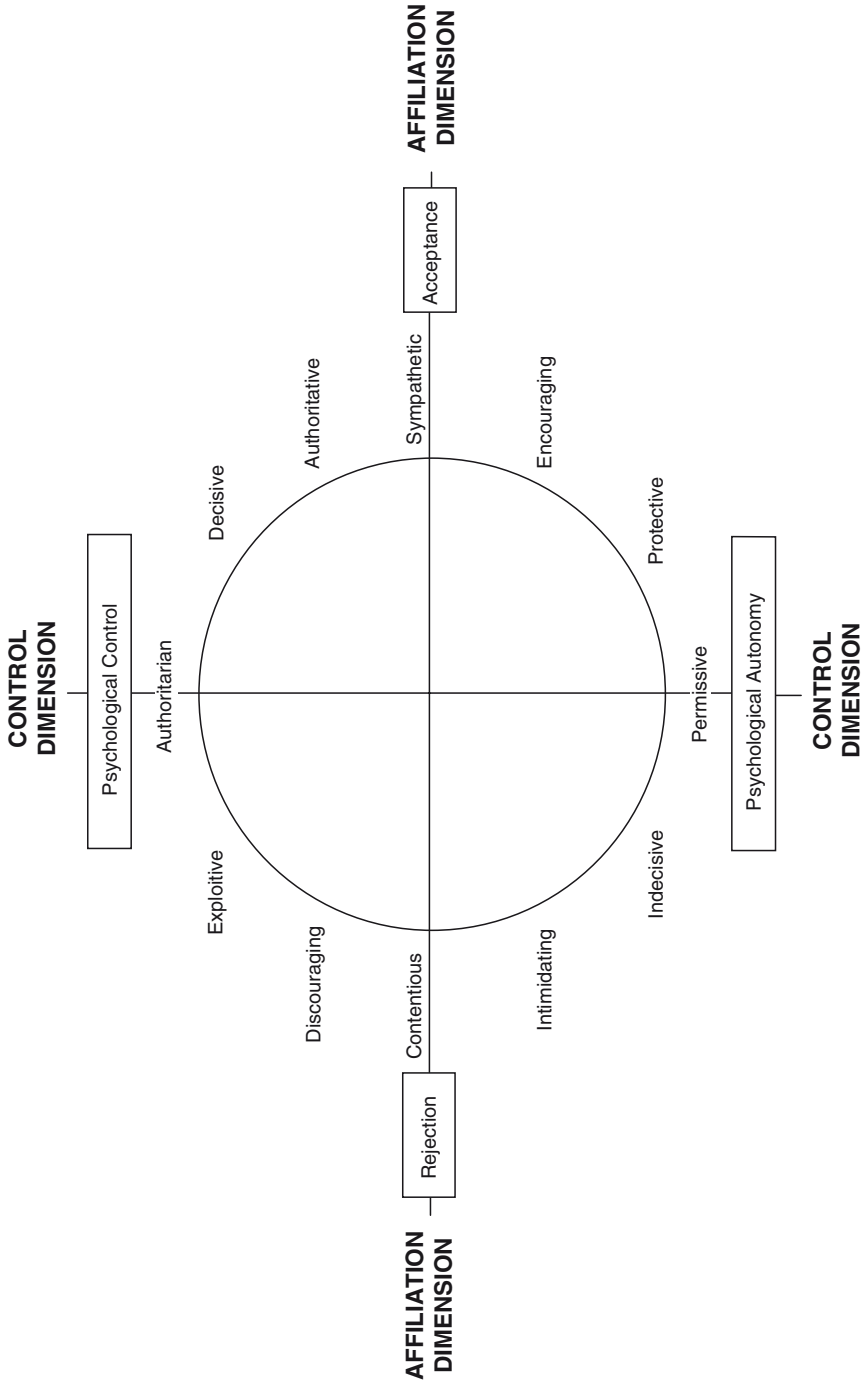 CONTROL
DIMENSION
Psychological Control
Authoritarian
Exploitive
Decisive
Discouraging
Authoritative
AFFILIATION
DIMENSION
Rejection
Contentious
Sympathetic
Acceptance
AFFILIATION
DIMENSION
Intimidating
Encouraging
Indecisive
Protective
Permissive
Psychological Autonomy
CONTROL
DIMENSION